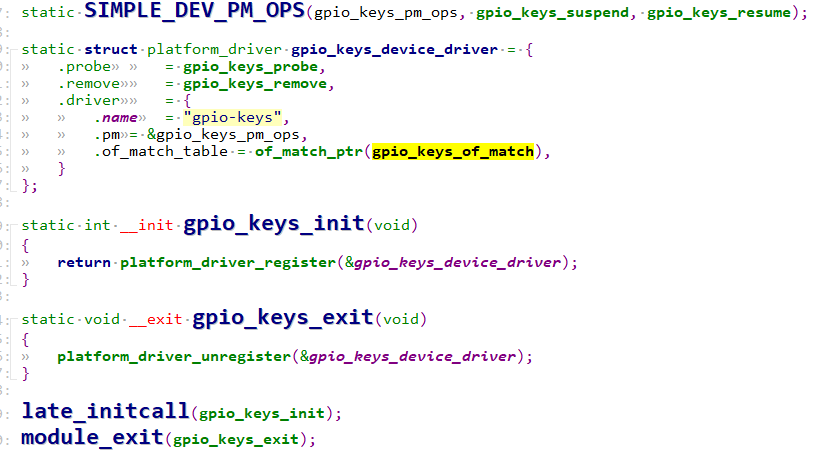 static SIMPLE_DEV_PM_OPS(gpio_keys_pm_ops, gpio_keys_suspend, gpio_keys_resume);
static struct platform_driver gpio_keys_device_driver = {
.probe = gpio_keys_probe,
.remove = gpio_keys_remove,
.driver = {
.name = "gpio-keys",
.pm = &gpio_keys_pm_ops,
.of_match_table = of_match_ptr(gpio_keys_of_match),
}
};
static int __init gpio_keys_init(void)
{
return platform_driver_register(&gpio_keys_device_driver);
}
static void __exit gpio_keys_exit(void)
{
platform_driver_unregister(&gpio_keys_device_driver);
}
late_initcall(gpio_keys_init);
module_exit(gpio_keys_exit);